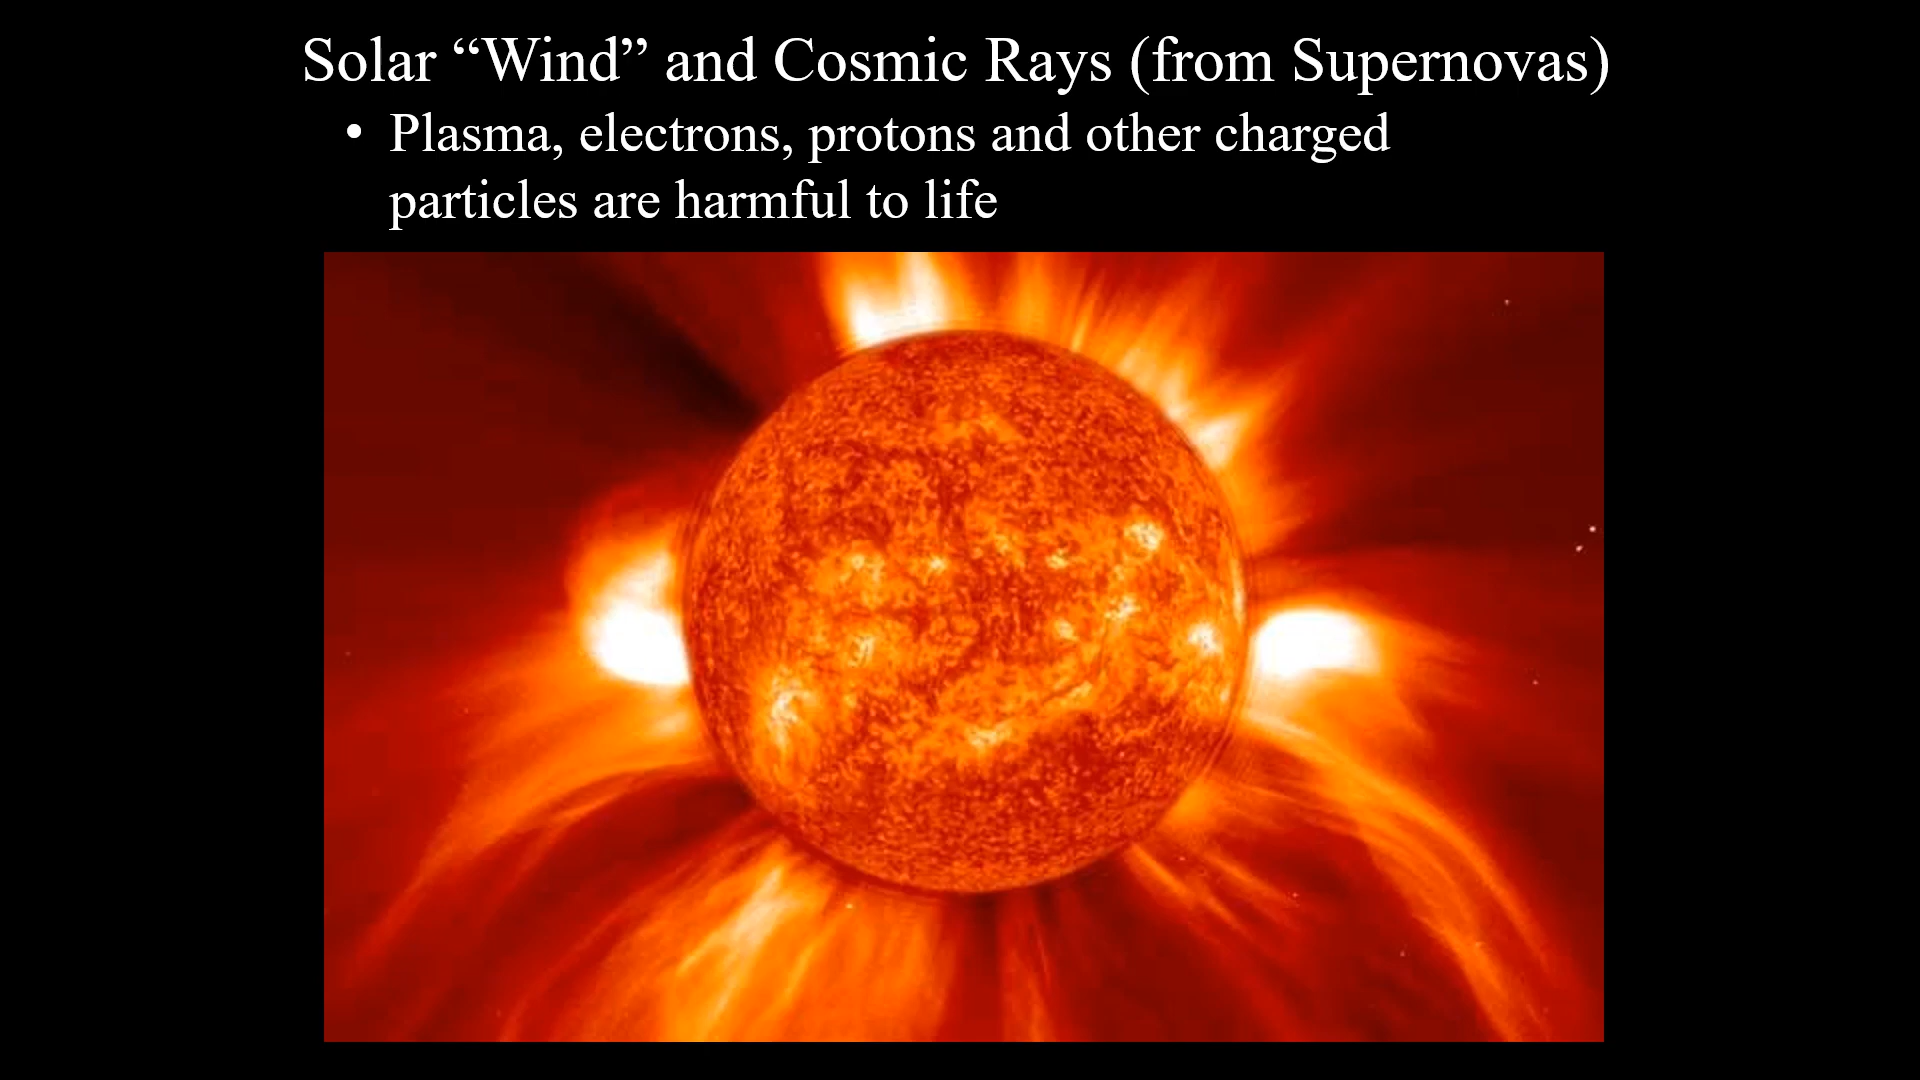 Solar “Wind” and Cosmic Rays (from Supernovas)
• Plasma, electrons, protons and other charged
particles are harmful to life